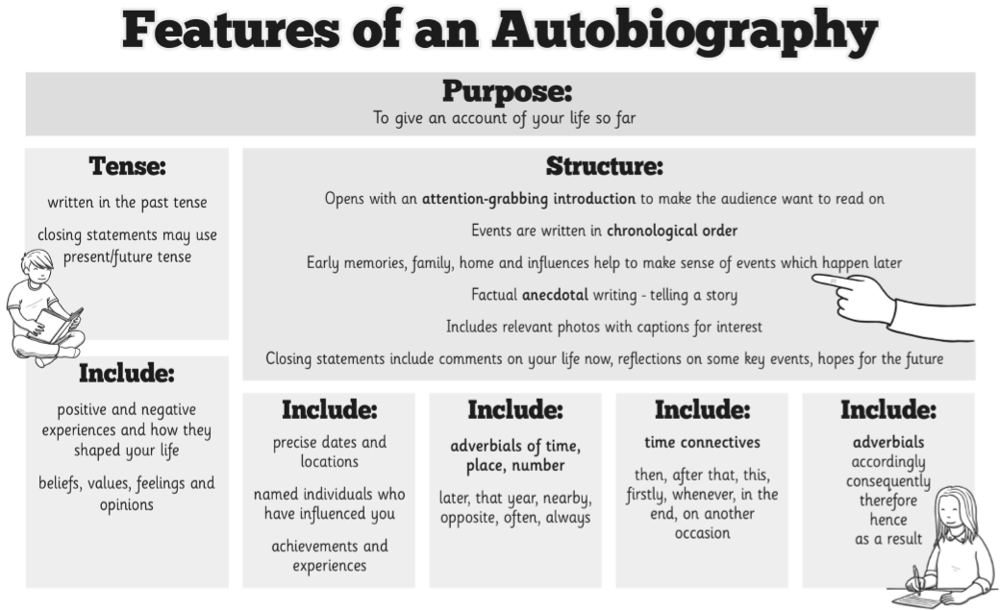 Features of an Autobiography
Purpose:
To give an account of your life so far
Tense:
written in the past tense
closing statements may use
present/future tense
Structure:
Opens with an attention-grabbing introduction to make the audience want to read on
Events are written in chronological order
Early memories, family, home and influences help to make sense of events which happen later
Factual anecdotal writing - telling a story
Includes relevant photos with captions for interest
Closing statements include comments on your life now, reflections on some key events, hopes for the future
Include:
positive and negative
experiences and how they
shaped your life
beliefs, values, feelings and
opinions
Include:
precise dates and
locations
named individuals who
have influenced you
achievements and
experiences
Include:
adverbials of time,
place, number
later, that year, nearby,
opposite, often, always
Include:
time connectives
then, after that, this,
firstly, whenever, in the
end, on another
occasion
Include:
adverbials
accordingly
consequently
therefore
hence
as a result